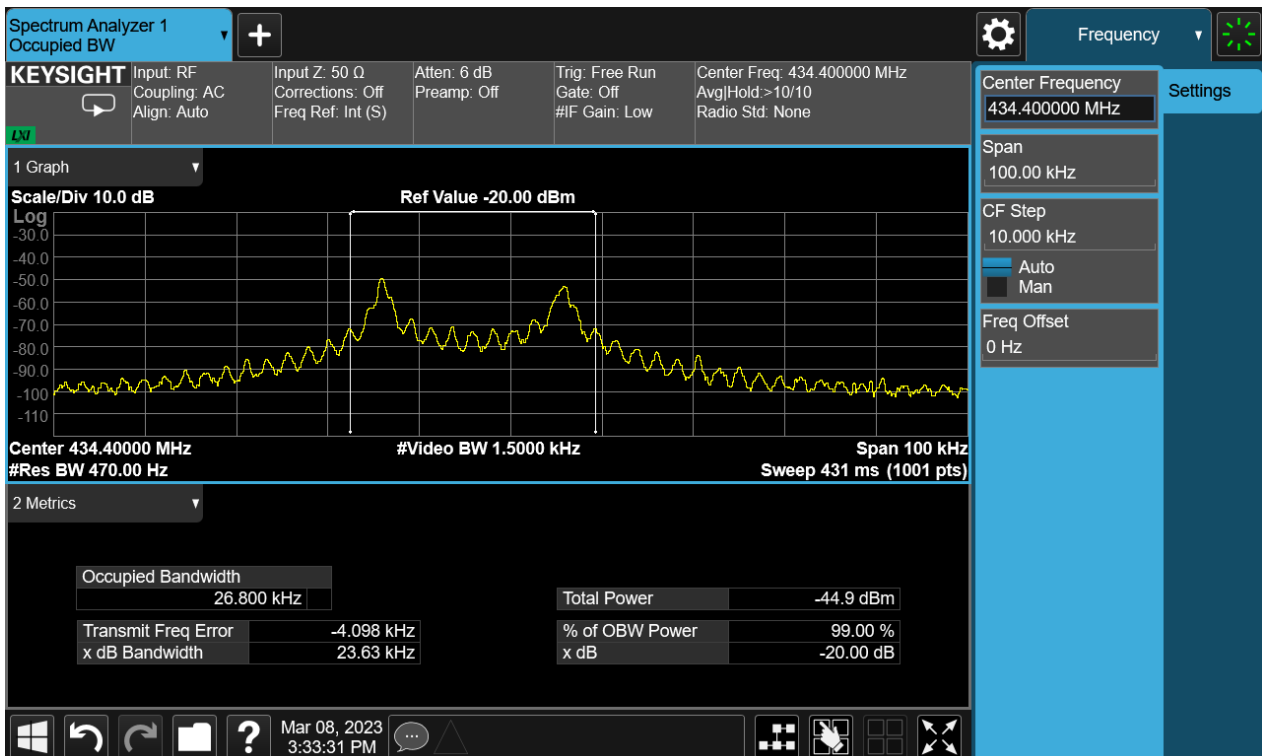 Spectrum Analyzer 1
Occupied BW
+
Frequency
KEYSIGHT
LXI
Input: RF
Coupling: AC
Align: Auto
Input Z: 50 Ω
Corrections: Off
Freq Ref: Int (S)
Atten: 6 dB
Preamp: Off
Trig: Free Run
Gate: Off
#IF Gain: Low
Center Freq: 434.400000 MHz
Avg|Hold:>10/10
Radio Std: None
Center Frequency
434.400000 MHz
Settings
Span
100.00 kHz
CF Step
10.000 kHz
Auto
Man
Freq Offset
0 Hz
1 Graph
Scale/Div 10.0 dB
Ref Value -20.00 dBm
Log
-30.0
-40.0
-50.0
-60.0
-70.0
-80.0
-90.0
-100
-110
Center 434.40000 MHz
#Video BW 1.5000 kHz
Span 100 kHz
#Res BW 470.00 Hz
Sweep 431 ms (1001 pts)
2 Metrics
Occupied Bandwidth
26.800 kHz
Total Power -44.9 dBm
Transmit Freq Error -4.098 kHz
% of OBW Power 99.00 %
x dB Bandwidth 23.63 kHz
x dB -20.00 dB
?
Mar 08, 2023
3:33:31 PM